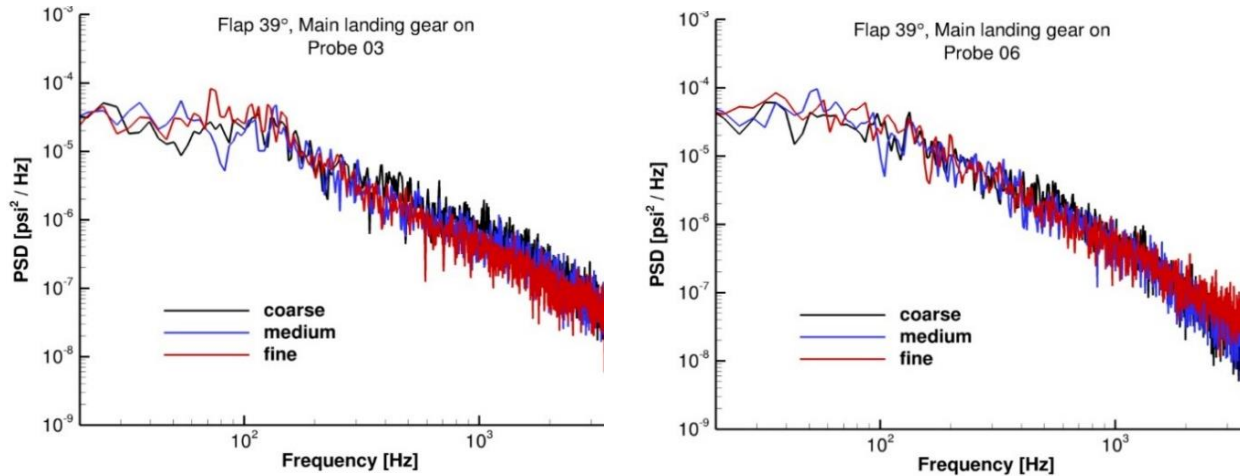 Flap 39°, Main landing gear on
Probe 03
10⁻³
10⁻⁴
10⁻⁵
10⁻⁶
10⁻⁷
10⁻⁸
10⁻⁹
PSD [psi² / Hz]
coarse
medium
fine
10²
10³
Frequency [Hz]
Flap 39°, Main landing gear on
Probe 06
10⁻³
10⁻⁴
10⁻⁵
10⁻⁶
10⁻⁷
10⁻⁸
10⁻⁹
PSD [psi² / Hz]
coarse
medium
fine
10²
10³
Frequency [Hz]